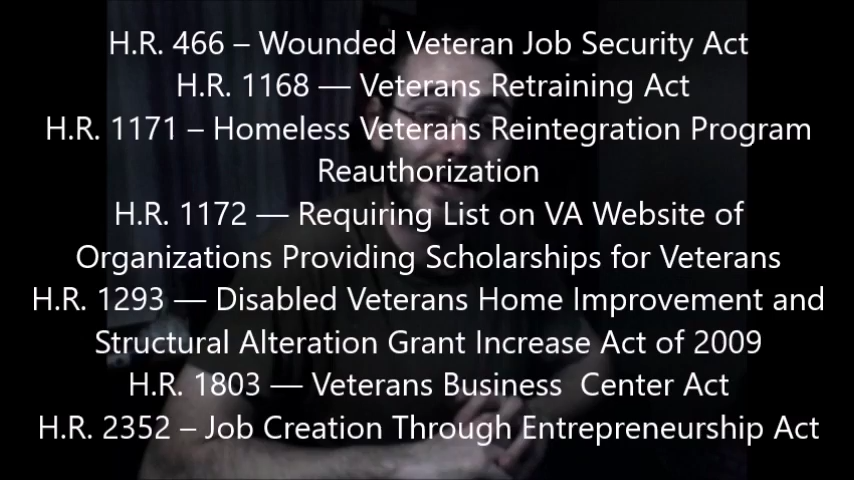 H.R. 466 – Wounded Veteran Job Security Act
H.R. 1168 — Veterans Retraining Act
H.R. 1171 – Homeless Veterans Reintegration Program
Reauthorization
H.R. 1172 — Requiring List on VA Website of
Organizations Providing Scholarships for Veterans
H.R. 1293 — Disabled Veterans Home Improvement and
Structural Alteration Grant Increase Act of 2009
H.R. 1803 — Veterans Business  Center Act
H.R. 2352 – Job Creation Through Entrepreneurship Act